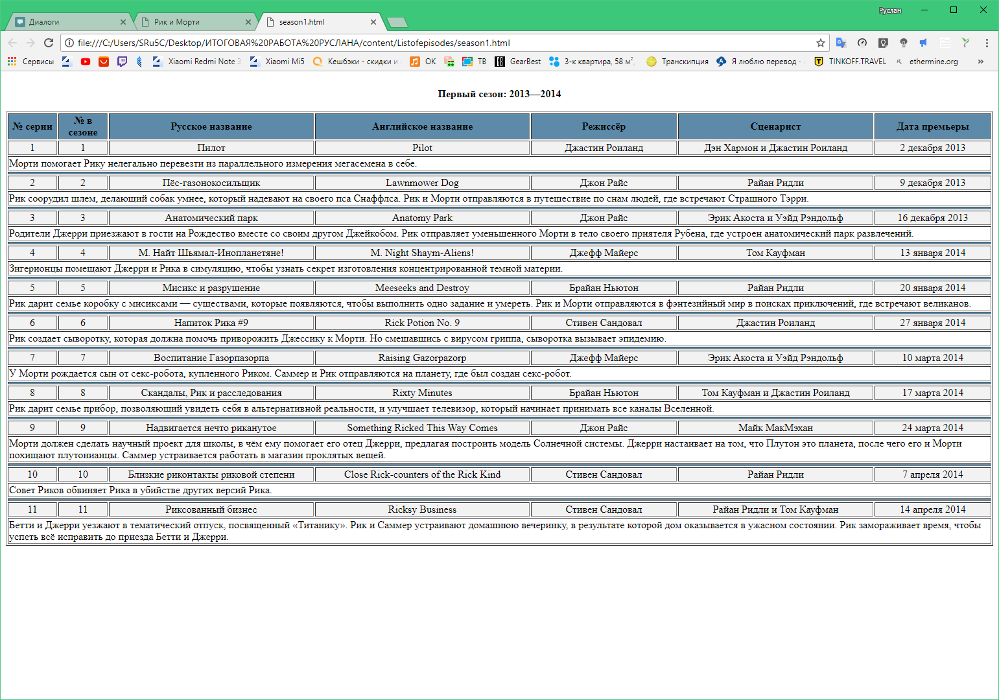 Руслан
Диалоги
Рик и Морти
season1.html
file:///C:/Users/SRu5C/Desktop/ИТОГОВАЯ%20РАБОТА%20РУСЛАНА/content/Listofepisodes/season1.html
Сервисы Xiaomi Redmi Note 3 Xiaomi Mi5 Кешбэки - скидки и ОК ТВ GearBest 3-к квартира, 58 м², Транскипция Я люблю перевод - TINKOFF.TRAVEL ethermine.org »
Первый сезон: 2013—2014
№ серии № в сезоне Русское название Английское название Режиссёр Сценарист Дата премьеры
1 1 Пилот Pilot Джастин Роиланд Дэн Хармон и Джастин Роиланд 2 декабря 2013
Морти помогает Рику нелегально перевезти из параллельного измерения мегасемена в себе.
2 2 Пёс-газонокосильщик Lawnmower Dog Джон Райс Райан Ридли 9 декабря 2013
Рик соорудил шлем, делающий собак умнее, который надевают на своего пса Снаффлса. Рик и Морти отправляются в путешествие по снам людей, где встречают Страшного Тэрри.
3 3 Анатомический парк Anatomy Park Джон Райс Эрик Акоста и Уэйд Рэндольф 16 декабря 2013
Родители Джерри приезжают в гости на Рождество вместе со своим другом Джейкобом. Рик отправляет уменьшенного Морти в тело своего приятеля Рубена, где устроен анатомический парк развлечений.
4 4 М. Найт Шьямал-Инопланетяне! M. Night Shaym-Aliens! Джефф Майерс Том Кауфман 13 января 2014
Зигерионцы помещают Джерри и Рика в симуляцию, чтобы узнать секрет изготовления концентрированной темной материи.
5 5 Мисикс и разрушение Meeseeks and Destroy Брайан Ньютон Райан Ридли 20 января 2014
Рик дарит семье коробку с мисиксами — существами, которые появляются, чтобы выполнить одно задание и умереть. Рик и Морти отправляются в фэнтезийный мир в поисках приключений, где встречают великанов.
6 6 Напиток Рика #9 Rick Potion No. 9 Стивен Сандовал Джастин Роиланд 27 января 2014
Рик создает сыворотку, которая должна помочь приворожить Джессику к Морти. Но смешавшись с вирусом гриппа, сыворотка вызывает эпидемию.
7 7 Воспитание Газорпазорпа Raising Gazorpazorp Джефф Майерс Эрик Акоста и Уэйд Рэндольф 10 марта 2014
У Морти рождается сын от секс-робота, купленного Риком. Саммер и Рик отправляются на планету, где был создан секс-робот.
8 8 Скандалы, Рик и расследования Rixty Minutes Брайан Ньютон Том Кауфман и Джастин Роиланд 17 марта 2014
Рик дарит семье прибор, позволяющий увидеть себя в альтернативной реальности, и улучшает телевизор, который начинает принимать все каналы Вселенной.
9 9 Надвигается нечто риканутое Something Ricked This Way Comes Джон Райс Майк МакМэхан 24 марта 2014
Морти должен сделать научный проект для школы, в чём ему помогает его отец Джерри, предлагая построить модель Солнечной системы. Джерри настаивает на том, что Плутон это планета, после чего его и Морти
похищают плутонианцы. Саммер устраивается работать в магазин проклятых вещей.
10 10 Близкие риконтакты риковой степени Close Rick-counters of the Rick Kind Стивен Сандовал Райан Ридли 7 апреля 2014
Совет Риков обвиняет Рика в убийстве других версий Рика.
11 11 Риксованный бизнес Ricksy Business Стивен Сандовал Райан Ридли и Том Кауфман 14 апреля 2014
Бетти и Джерри уезжают в тематический отпуск, посвященный «Титанику». Рик и Саммер устраивают домашнюю вечеринку, в результате которой дом оказывается в ужасном состоянии. Рик замораживает время, чтобы
успеть всё исправить до приезда Бетти и Джерри.